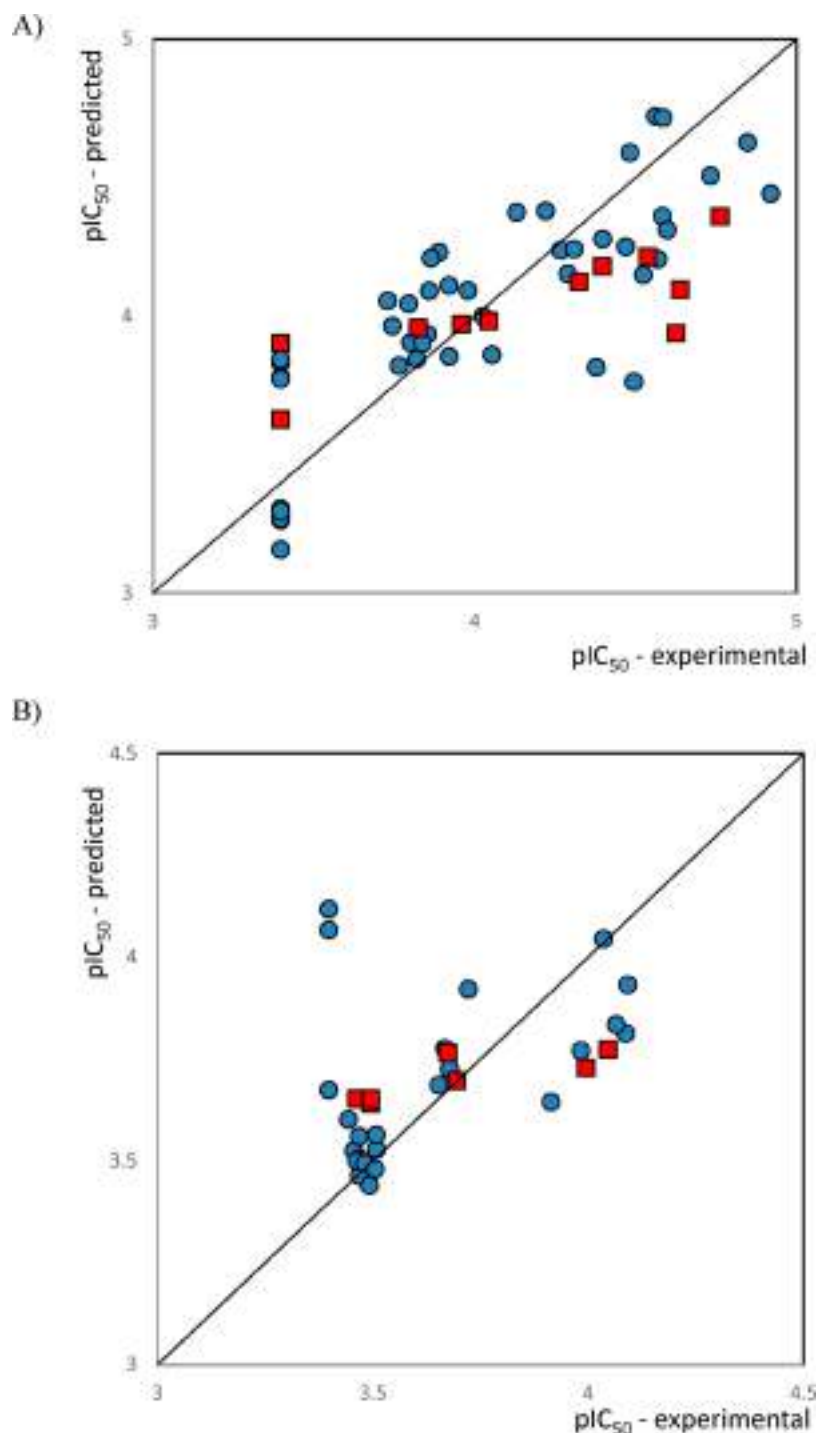 A)
5
pIC₅₀ - predicted
4
3
3 4 5
pIC₅₀ - experimental
B)
4.5
pIC₅₀ - predicted
4
3.5
3
3 3.5 4 4.5
pIC₅₀ - experimental